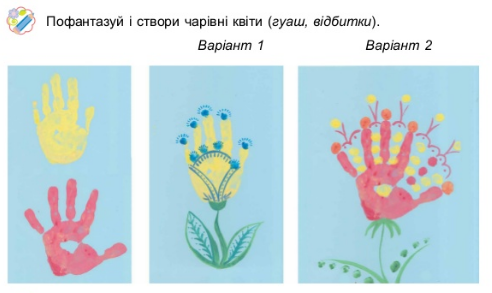 Пофантазуй і створи чарівні квіти (гуаш, відбитки).
Варіант 1
Варіант 2